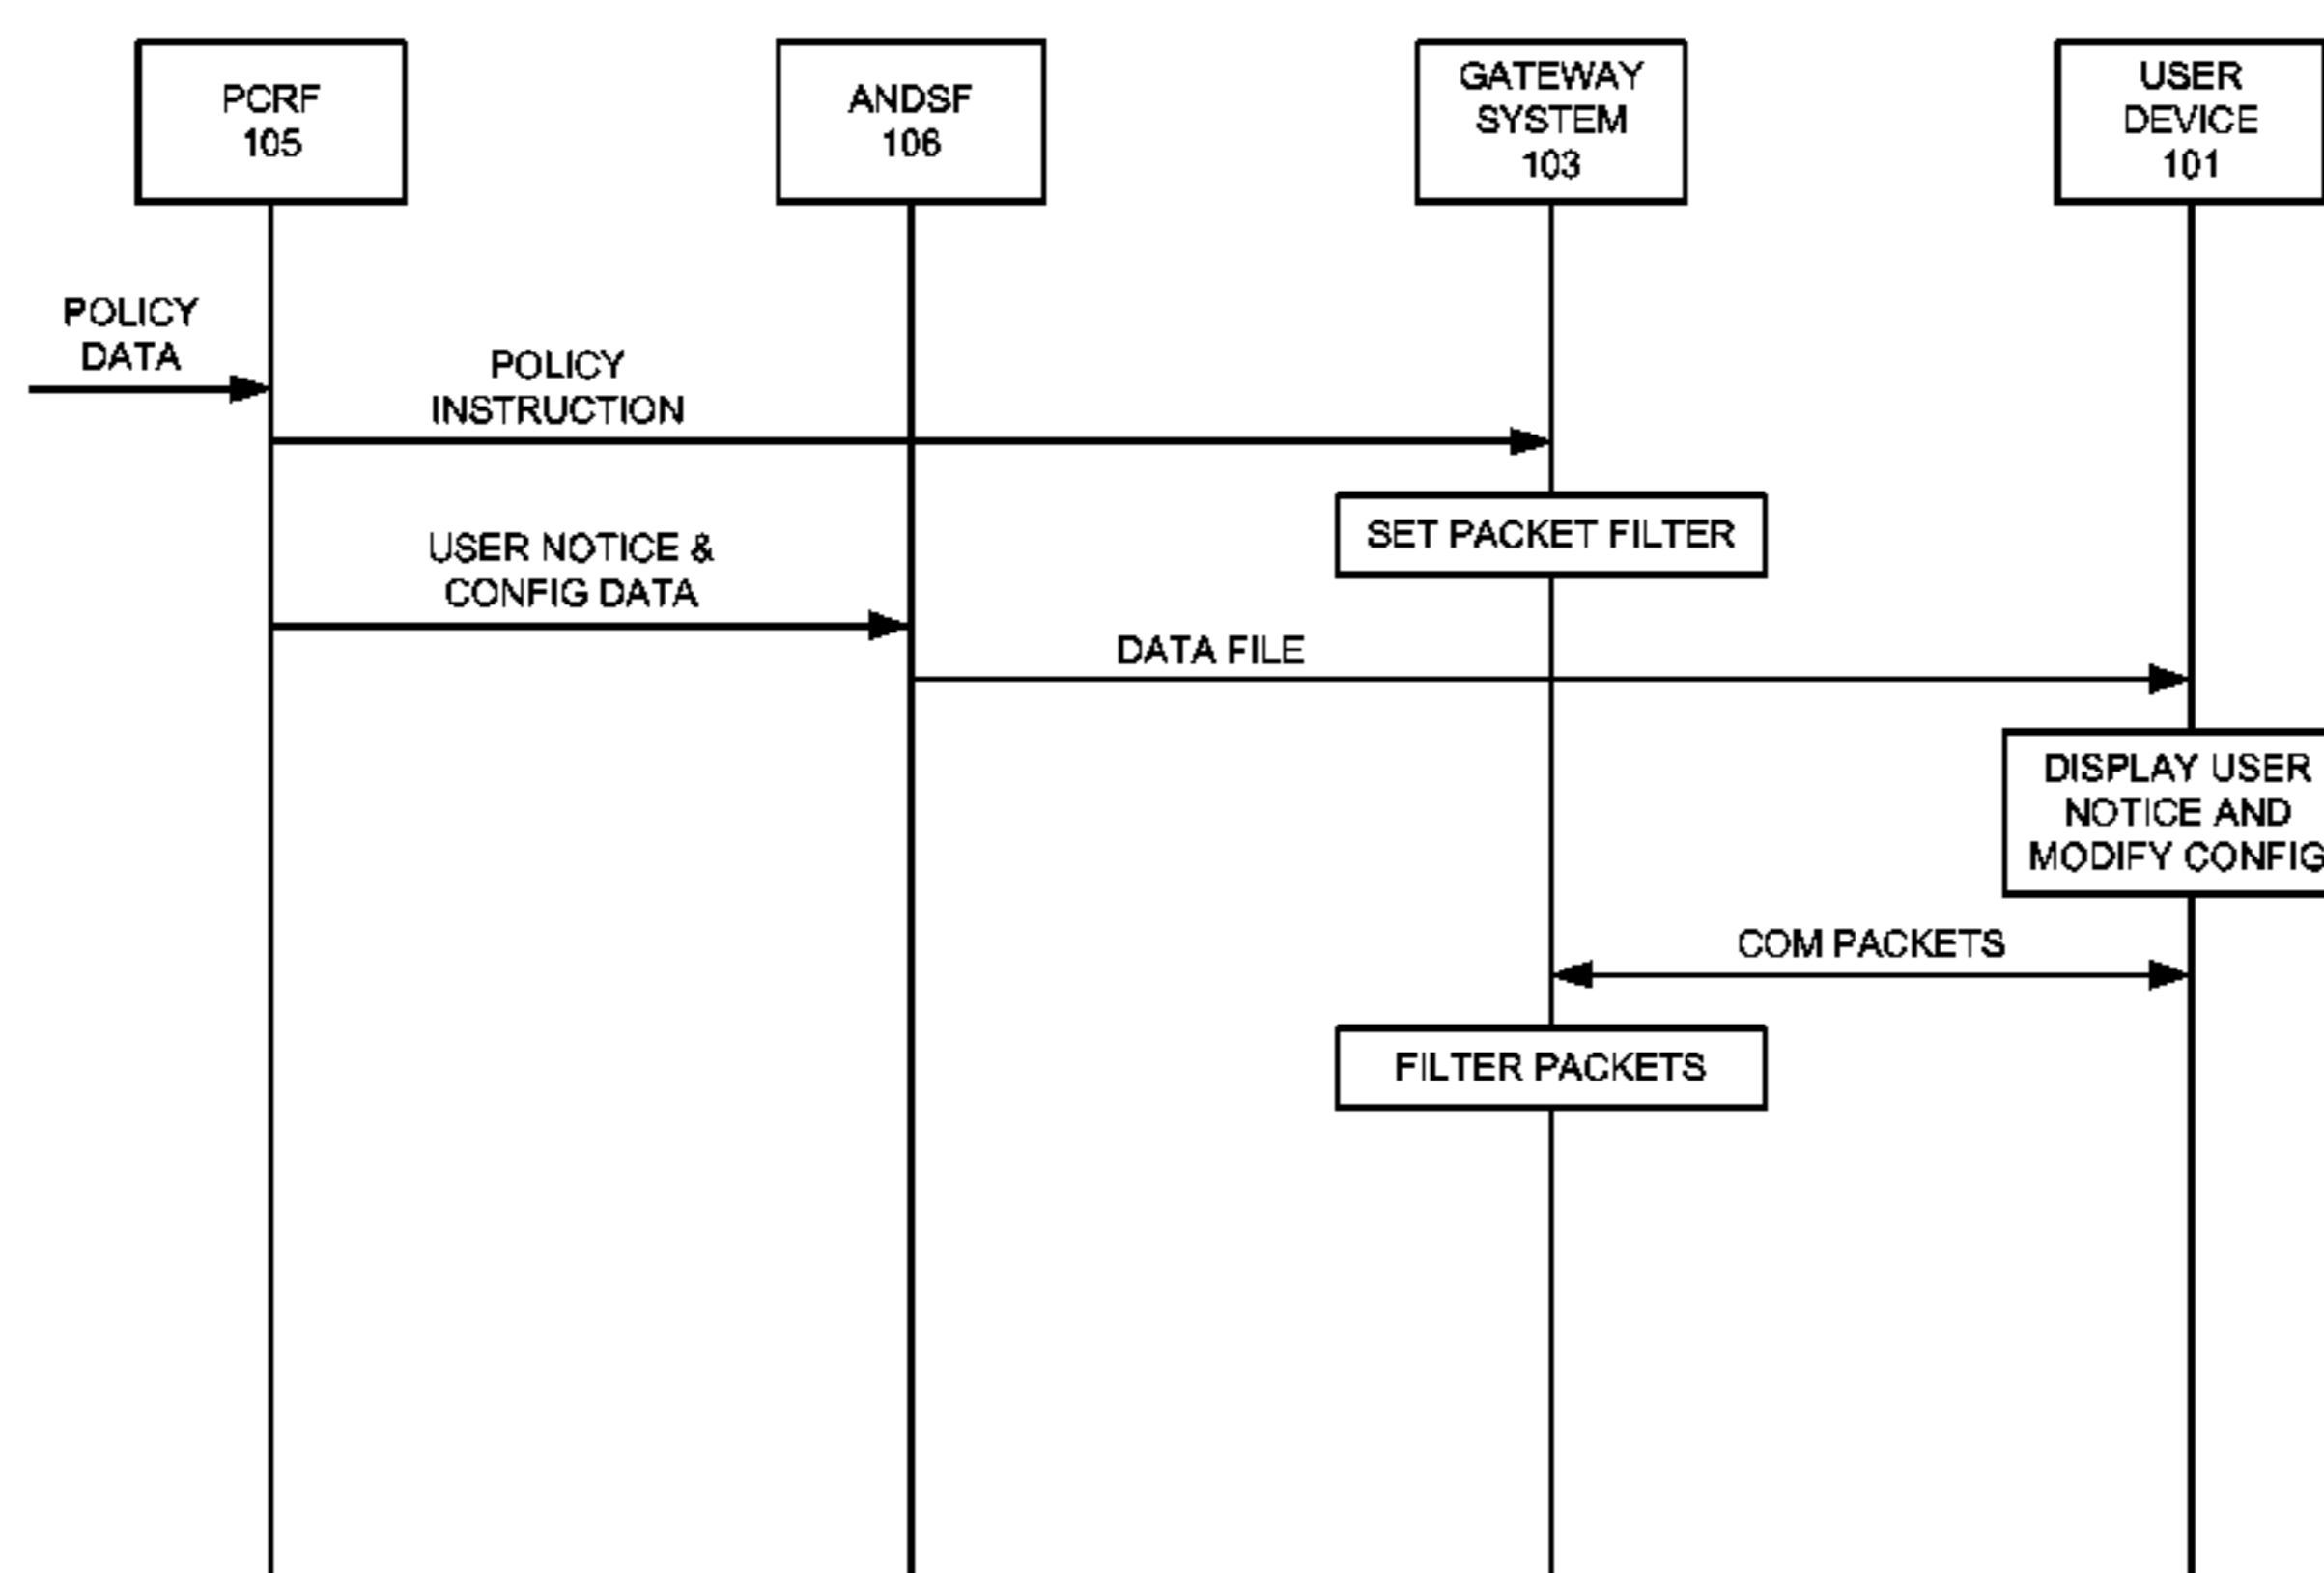 PCRF
105
ANDSF
106
GATEWAY
SYSTEM
103
USER
DEVICE
101
POLICY
DATA
POLICY
INSTRUCTION
SET PACKET FILTER
USER NOTICE &
CONFIG DATA
DATA FILE
DISPLAY USER
NOTICE AND
MODIFY CONFIG
COM PACKETS
FILTER PACKETS